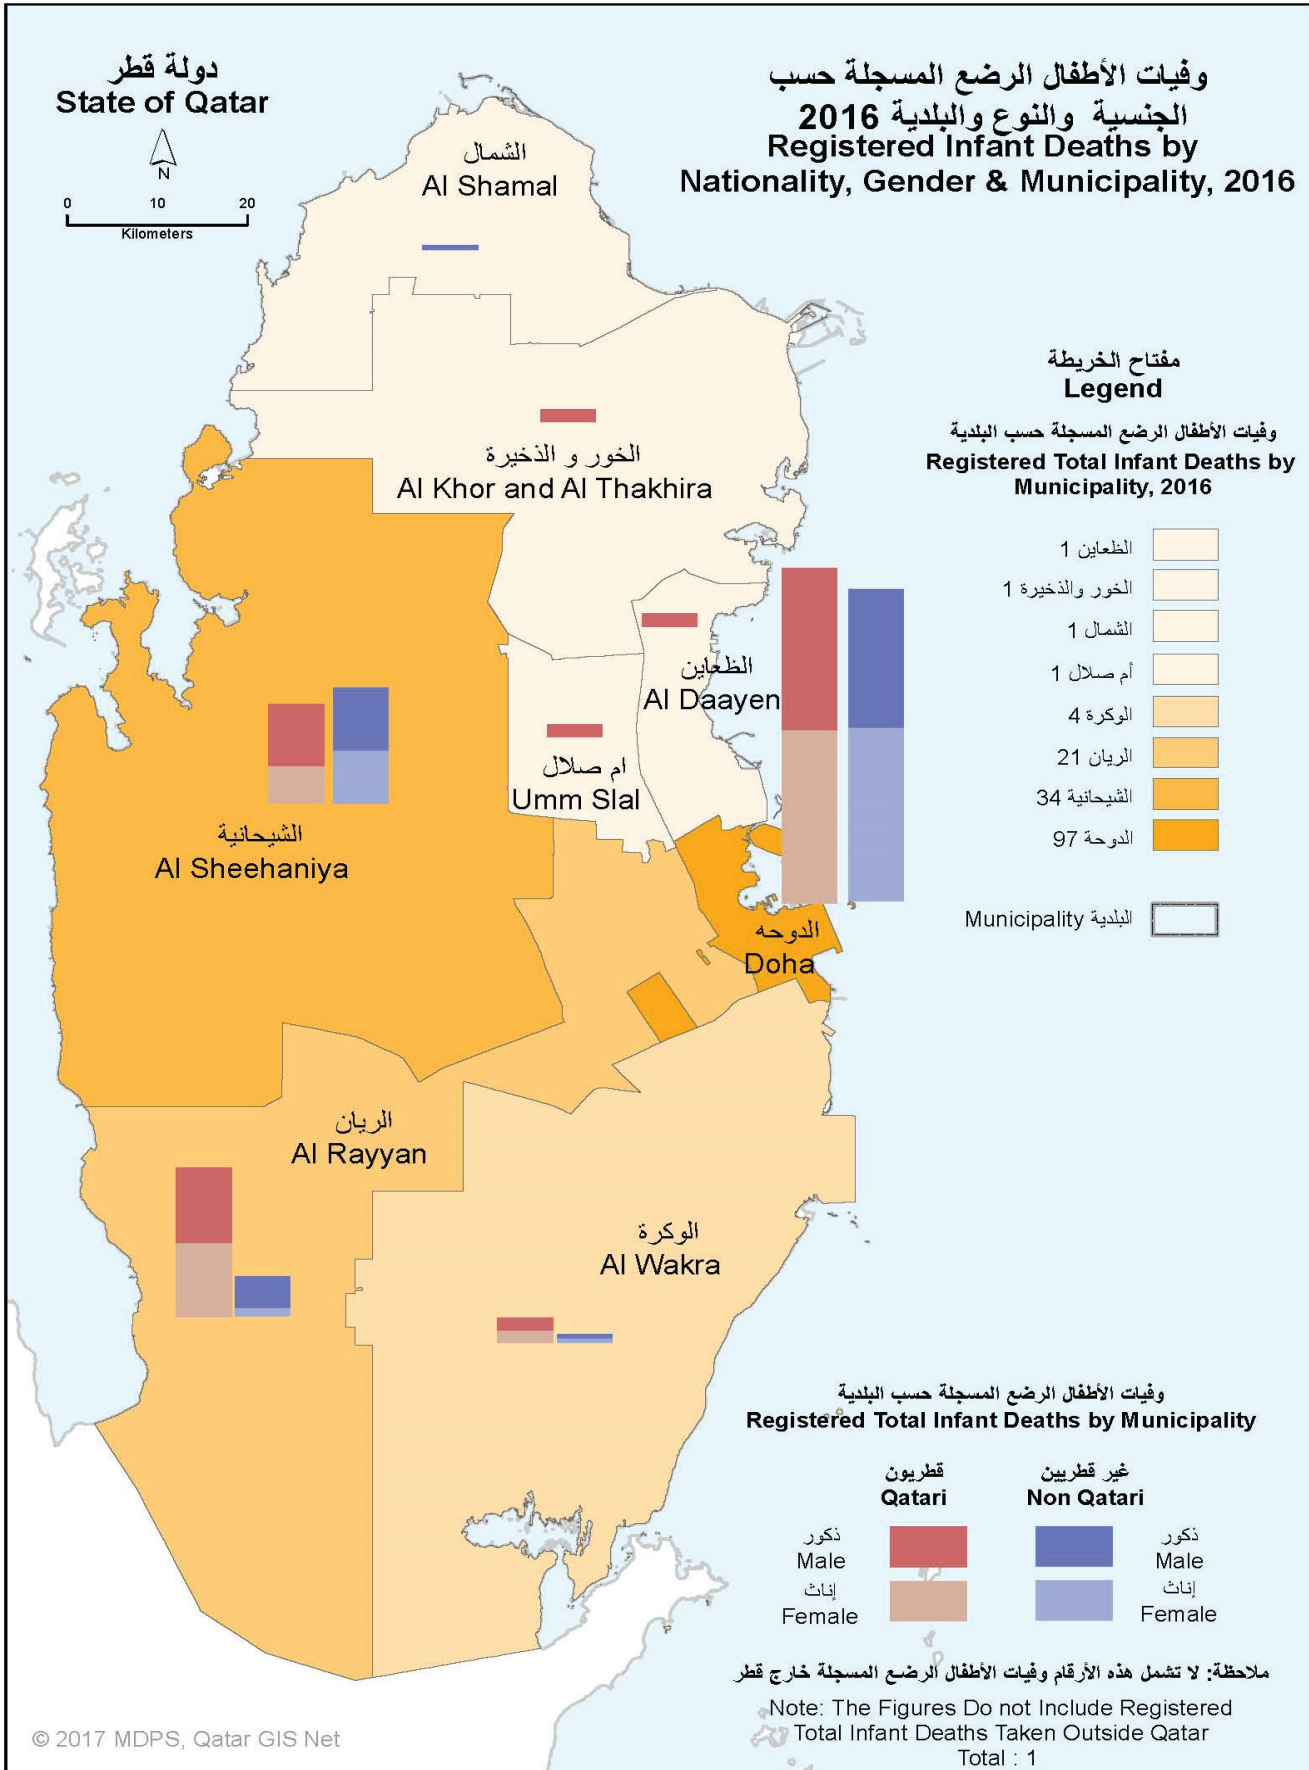 دولة قطر
State of Qatar
N
0 10 20
Kilometers
وفيات الأطفال الرضع المسجلة حسب
الجنسية والنوع والبلدية 2016
Registered Infant Deaths by
Nationality, Gender & Municipality, 2016
الشمال
Al Shamal
الخور و الذخيرة
Al Khor and Al Thakhira
الظعاين
Al Daayen
ام صلال
Umm Slal
الشيحانية
Al Sheehaniya
الدوحه
Doha
الريان
Al Rayyan
الوكرة
Al Wakra
مفتاح الخريطة
Legend
وفيات الأطفال الرضع المسجلة حسب البلدية
Registered Total Infant Deaths by
Municipality, 2016
الظعاين 1
الخور والذخيرة 1
الشمال 1
أم صلال 1
الوكرة 4
الريان 21
الشيحانية 34
الدوحة 97
البلدية Municipality
وفيات الأطفال الرضع المسجلة حسب البلدية
Registered Total Infant Deaths by Municipality
قطريون غير قطريين
Qatari Non Qatari
ذكور ذكور
Male Male
إناث إناث
Female Female
ملاحظة: لا تشمل هذه الأرقام وفيات الأطفال الرضع المسجلة خارج قطر
Note: The Figures Do not Include Registered
Total Infant Deaths Taken Outside Qatar
Total : 1
© 2017 MDPS, Qatar GIS Net